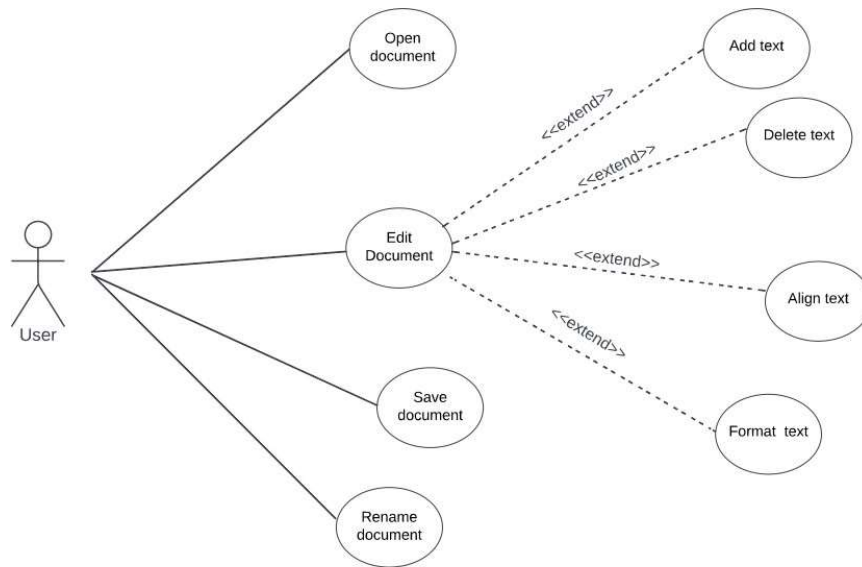 Open
document
Add text
<<extend>>
Delete text
<<extend>>
Edit
Document
<<extend>>
Align text
User
<<extend>>
Save
document
Format  text
Rename
document